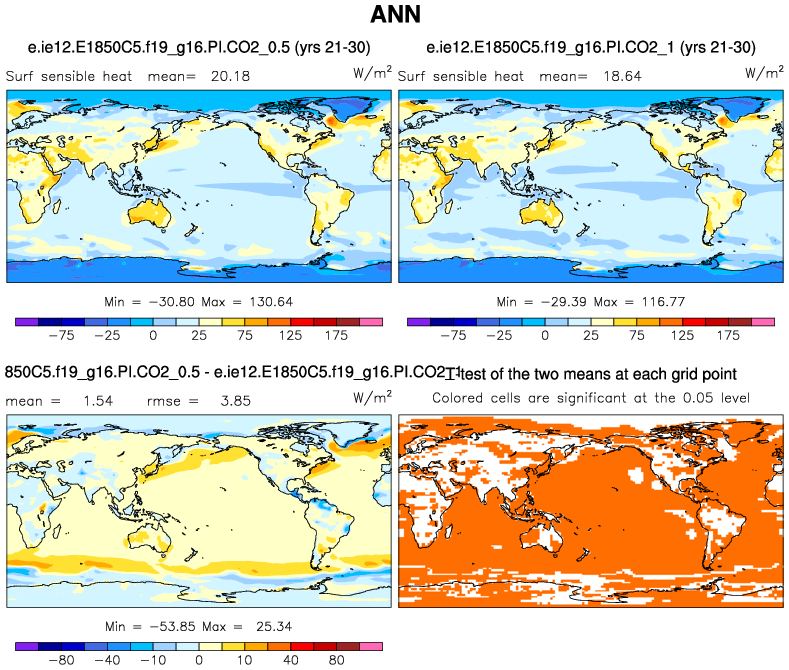 ANN
e.ie12.E1850C5.f19_g16.PI.CO2_0.5 (yrs 21-30)
e.ie12.E1850C5.f19_g16.PI.CO2_1 (yrs 21-30)
Surf sensible heat mean= 20.18 W/m²
Surf sensible heat mean= 18.64 W/m²
Min = −30.80 Max = 130.64
Min = −29.39 Max = 116.77
−75 −25 0 25 75 125 175
−75 −25 0 25 75 125 175
850C5.f19_g16.PI.CO2_0.5 - e.ie12.E1850C5.f19_g16.PI.CO2_1
T-test of the two means at each grid point
mean = 1.54 rmse = 3.85 W/m²
Colored cells are significant at the 0.05 level
Min = −53.85 Max = 25.34
−80 −40 −10 0 10 40 80